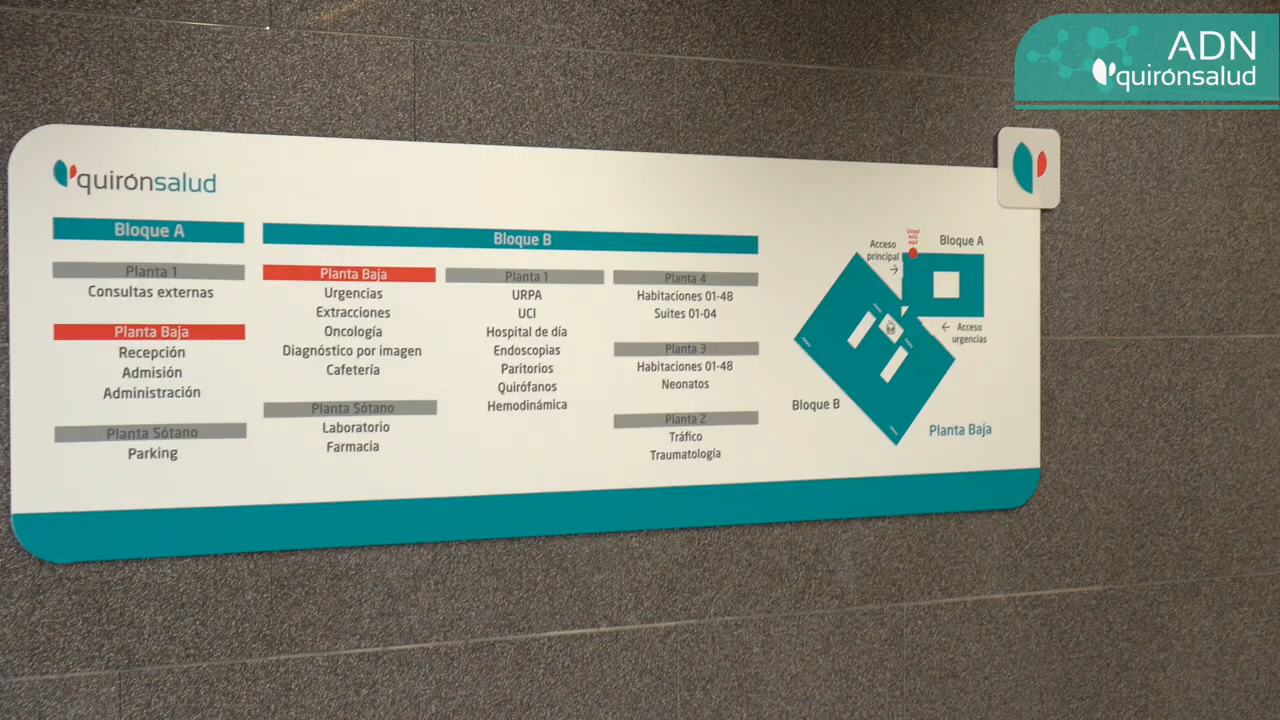 ADN
quirónsalud
quirónsalud
Bloque A
Planta 1
Consultas externas
Planta Baja
Recepción
Admisión
Administración
Planta Sótano
Parking
Bloque B
Planta Baja
Urgencias
Extracciones
Oncología
Diagnóstico por imagen
Cafetería
Planta Sótano
Laboratorio
Farmacia
Planta 1
URPA
UCI
Hospital de día
Endoscopias
Paritorios
Quirófanos
Hemodinámica
Planta 4
Habitaciones 01-48
Suites 01-04
Planta 3
Habitaciones 01-48
Neonatos
Planta 2
Tráfico
Traumatología
Usted
está
aquí
Acceso
principal
Bloque A
Acceso
urgencias
Bloque B
Planta Baja